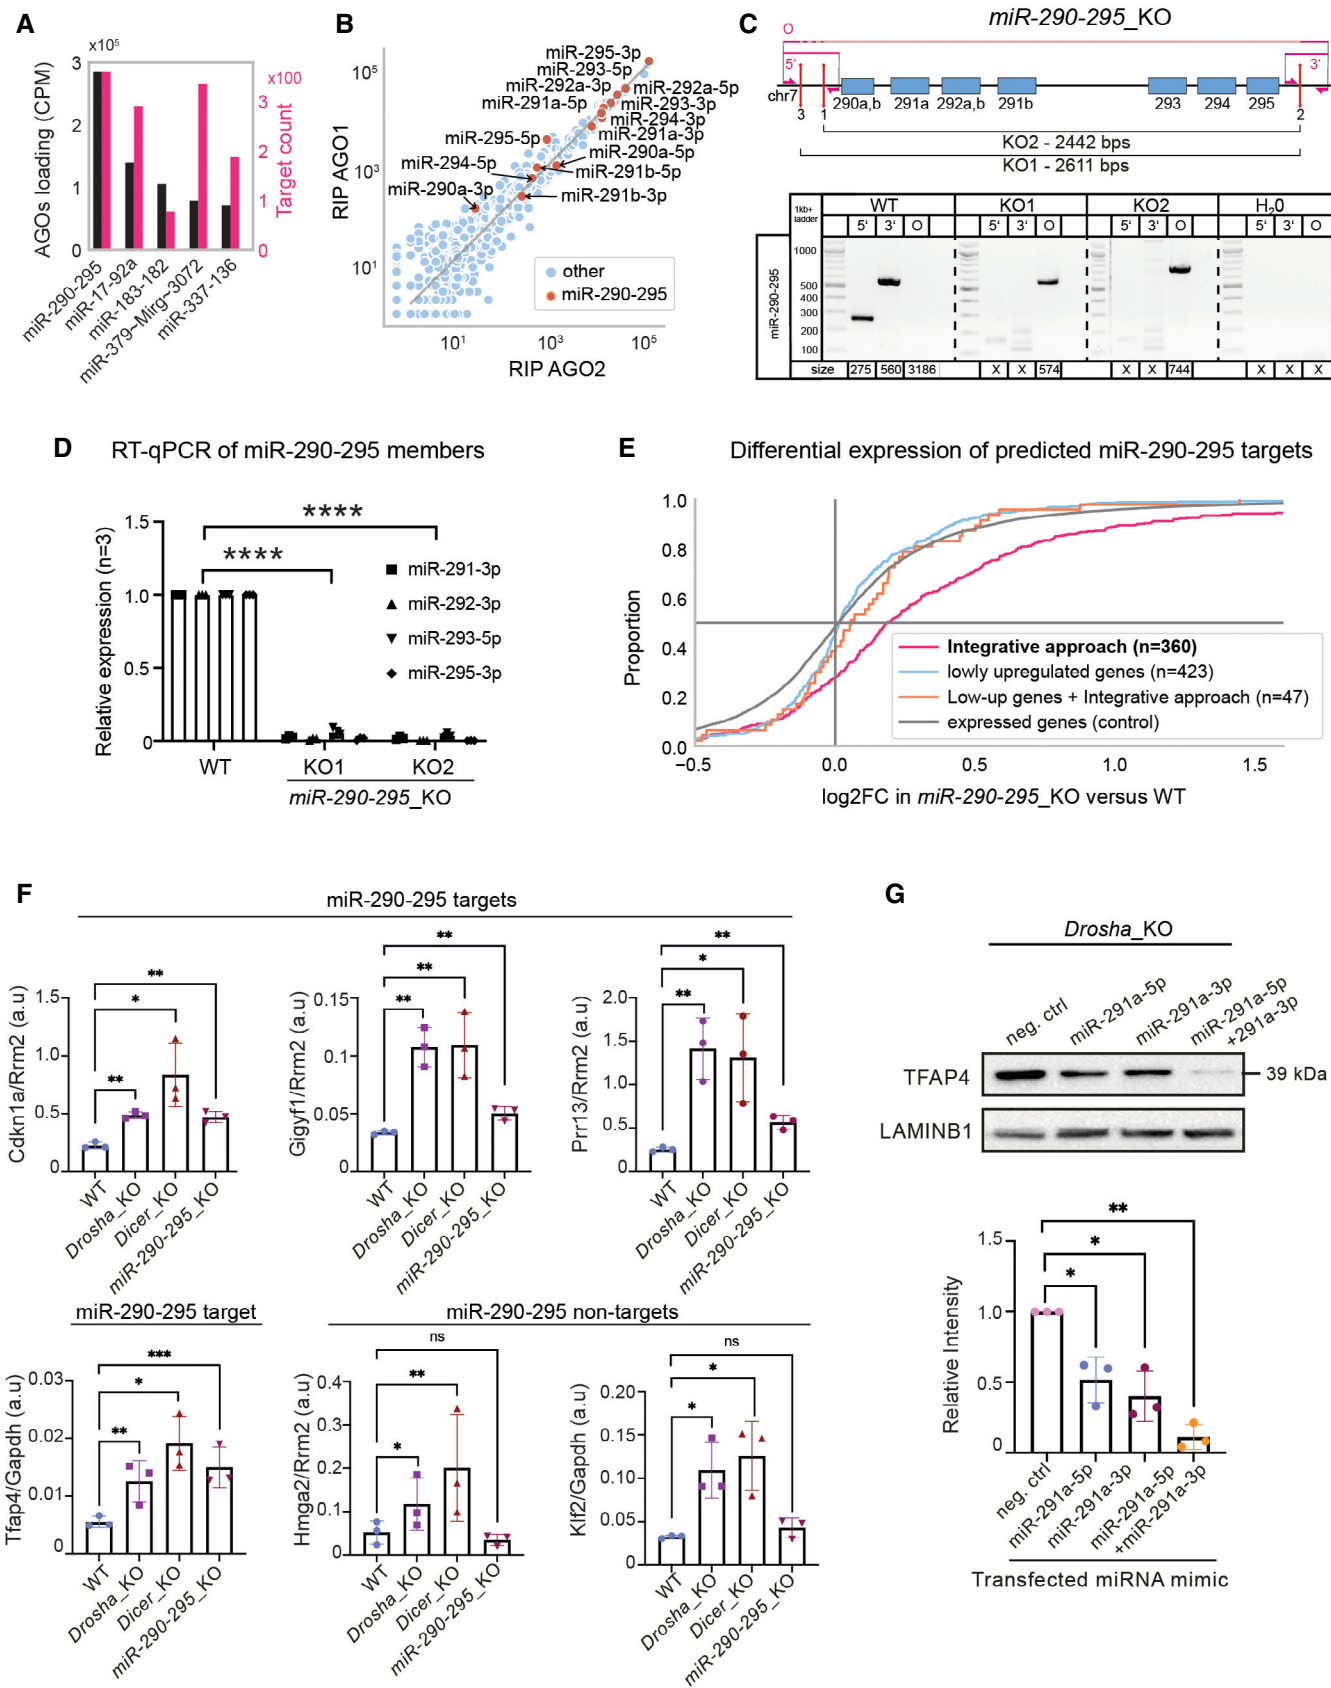 A
x10⁵
3
2
1
0
AGOs loading (CPM)
x100
3
2
1
0
Target count
miR-290-295
miR-17-92a
miR-183-182
miR-379~Mirg~3072
miR-337-136
B
RIP AGO1
10⁵
10³
10¹
miR-295-3p
miR-293-5p
miR-292a-3p
miR-292a-5p
miR-291a-5p
miR-293-3p
miR-294-3p
miR-291a-3p
miR-295-5p
miR-290a-5p
miR-294-5p
miR-291b-5p
miR-290a-3p
miR-291b-3p
other
miR-290-295
10¹
10³
10⁵
RIP AGO2
C
miR-290-295_KO
O
5'
3'
chr7
290a,b
291a
292a,b
291b
293
294
295
3
1
2
KO2 - 2442 bps
KO1 - 2611 bps
1kb+
ladder
WT
KO1
KO2
H₂0
5' 3' O
5' 3' O
5' 3' O
5' 3' O
miR-290-295
1000
500
400
300
200
100
size
275 560 3186
X X 574
X X 744
X X X
D
RT-qPCR of miR-290-295 members
Relative expression (n=3)
1.5
1.0
0.5
0
****
****
miR-291-3p
miR-292-3p
miR-293-5p
miR-295-3p
WT
KO1
KO2
miR-290-295_KO
E
Differential expression of predicted miR-290-295 targets
Proportion
1.0
0.8
0.6
0.4
0.2
0.0
Integrative approach (n=360)
lowly upregulated genes (n=423)
Low-up genes + Integrative approach (n=47)
expressed genes (control)
−0.5
0.0
0.5
1.0
1.5
log2FC in miR-290-295_KO versus WT
F
miR-290-295 targets
Cdkn1a/Rrm2 (a.u)
1.5
1.0
0.5
0
**
*
**
WT
Drosha_KO
Dicer_KO
miR-290-295_KO
Gigyf1/Rrm2 (a.u)
0.15
0.1
0.05
0
**
**
**
WT
Drosha_KO
Dicer_KO
miR-290-295_KO
Prr13/Rrm2 (a.u)
2.0
1.5
1.0
0.5
0
**
*
**
WT
Drosha_KO
Dicer_KO
miR-290-295_KO
miR-290-295 target
Tfap4/Gapdh (a.u)
0.03
0.02
0.01
0
***
*
**
WT
Drosha_KO
Dicer_KO
miR-290-295_KO
miR-290-295 non-targets
Hmga2/Rrm2 (a.u)
0.4
0.3
0.2
0.1
0
ns
**
*
WT
Drosha_KO
Dicer_KO
miR-290-295_KO
Klf2/Gapdh (a.u)
0.20
0.15
0.10
0.05
0
ns
*
*
WT
Drosha_KO
Dicer_KO
miR-290-295_KO
G
Drosha_KO
neg. ctrl
miR-291a-5p
miR-291a-3p
miR-291a-5p
+291a-3p
TFAP4
39 kDa
LAMINB1
Relative Intensity
1.5
1.0
0.5
0
**
*
*
neg. ctrl
miR-291a-5p
miR-291a-3p
miR-291a-5p
+miR-291a-3p
Transfected miRNA mimic